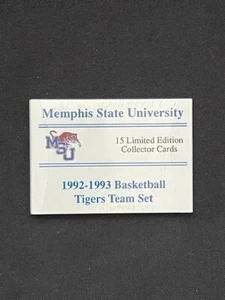 Memphis State University
15 Limited Edition
Collector Cards
MSU
1992-1993 Basketball
Tigers Team Set